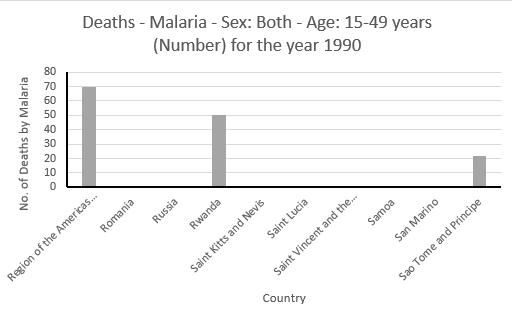 Deaths - Malaria - Sex: Both - Age: 15-49 years
(Number) for the year 1990
No. of Deaths by Malaria
80
70
60
50
40
30
20
10
0
Region of the Americas...
Romania
Russia
Rwanda
Saint Kitts and Nevis
Saint Lucia
Saint Vincent and the...
Samoa
San Marino
Sao Tome and Principe
Country